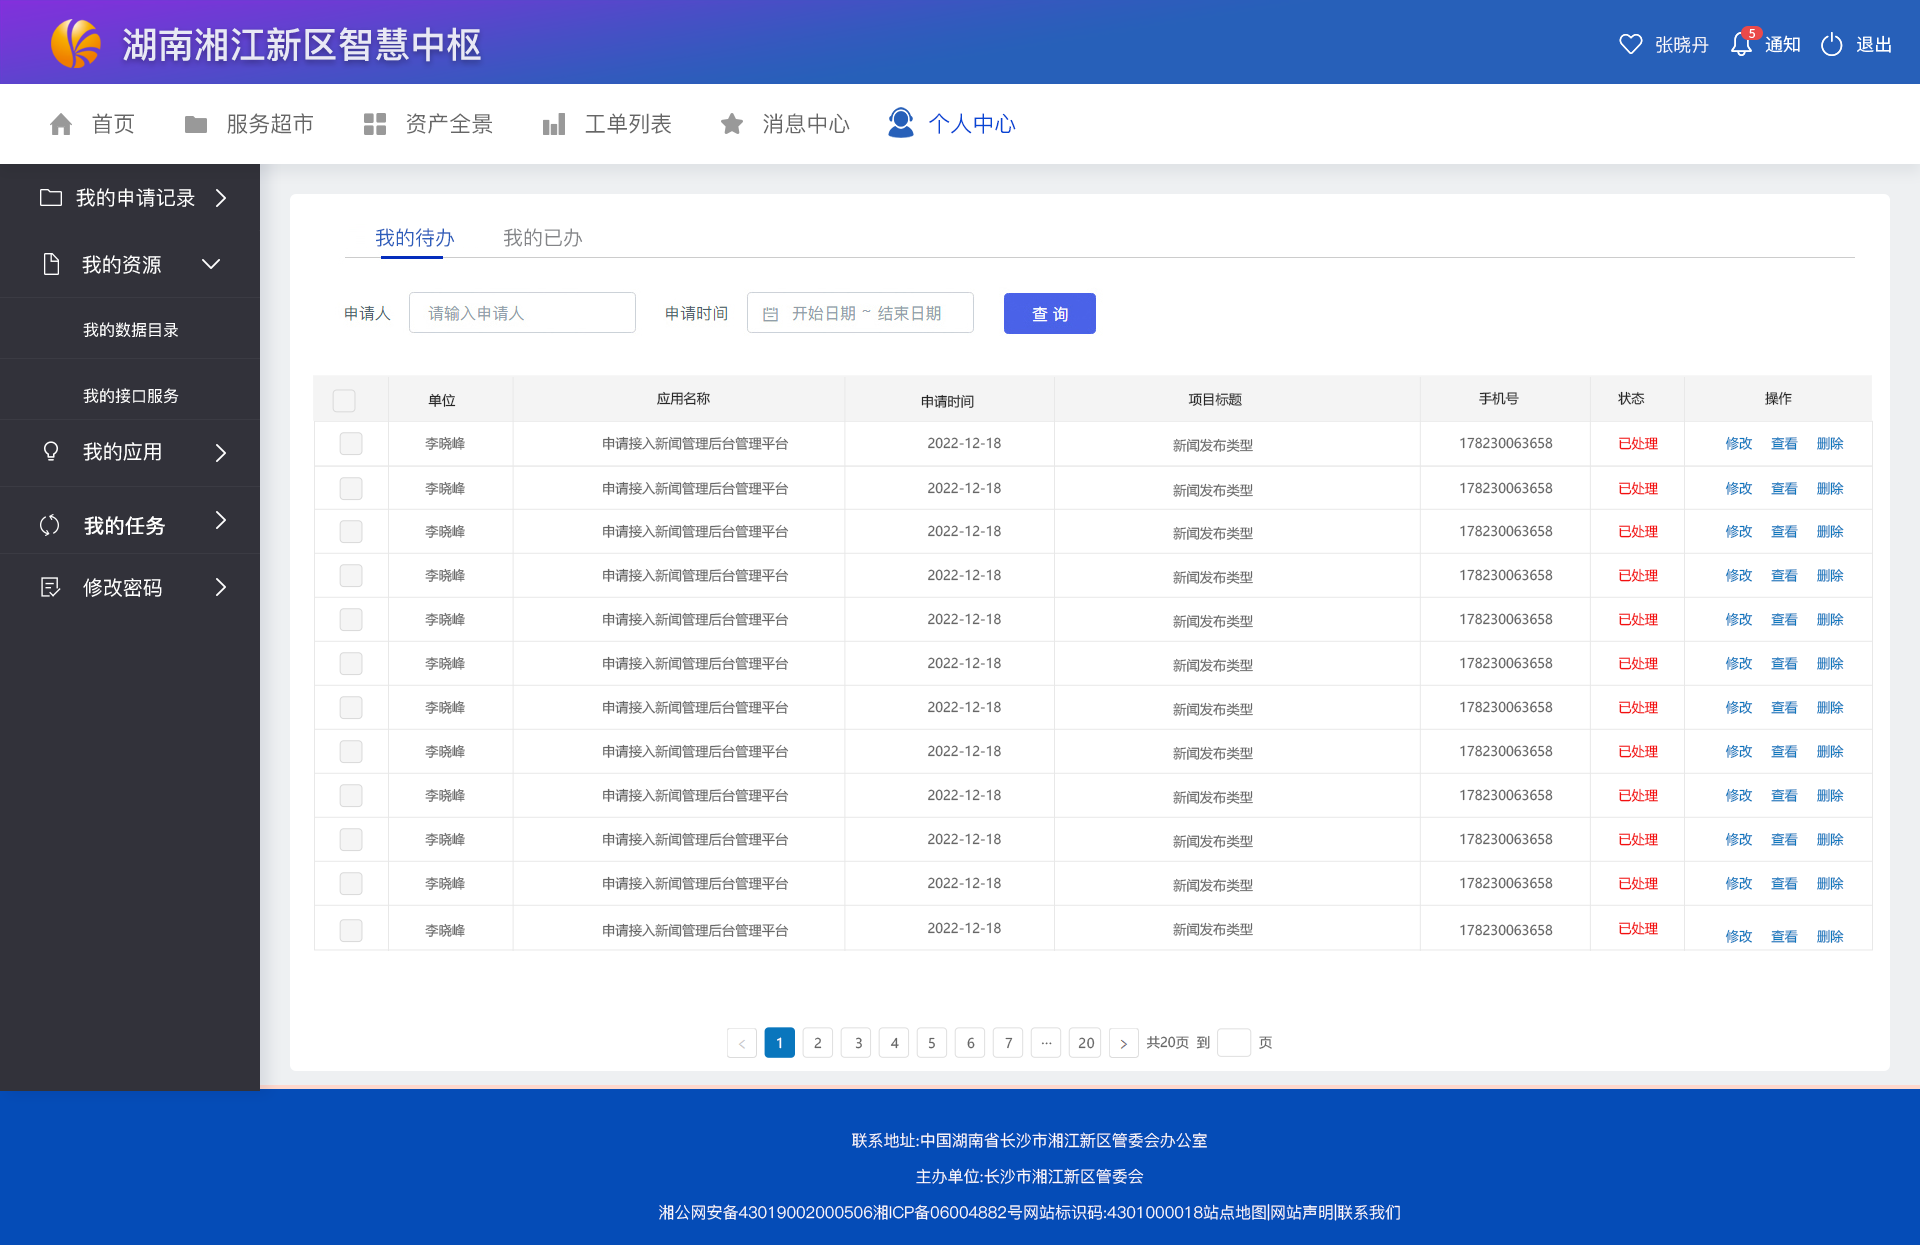 湖南湘江新区智慧中枢
张晓丹 5 通知 退出
首页 服务超市 资产全景 工单列表 消息中心 个人中心
我的申请记录
我的资源
我的数据目录
我的接口服务
我的应用
我的任务
修改密码
我的待办 我的已办
申请人 请输入申请人 申请时间 开始日期 ~ 结束日期 查 询
单位 应用名称 申请时间 项目标题 手机号 状态 操作
李晓峰 申请接入新闻管理后台管理平台 2022-12-18 新闻发布类型 178230063658 已处理 修改 查看 删除
李晓峰 申请接入新闻管理后台管理平台 2022-12-18 新闻发布类型 178230063658 已处理 修改 查看 删除
李晓峰 申请接入新闻管理后台管理平台 2022-12-18 新闻发布类型 178230063658 已处理 修改 查看 删除
李晓峰 申请接入新闻管理后台管理平台 2022-12-18 新闻发布类型 178230063658 已处理 修改 查看 删除
李晓峰 申请接入新闻管理后台管理平台 2022-12-18 新闻发布类型 178230063658 已处理 修改 查看 删除
李晓峰 申请接入新闻管理后台管理平台 2022-12-18 新闻发布类型 178230063658 已处理 修改 查看 删除
李晓峰 申请接入新闻管理后台管理平台 2022-12-18 新闻发布类型 178230063658 已处理 修改 查看 删除
李晓峰 申请接入新闻管理后台管理平台 2022-12-18 新闻发布类型 178230063658 已处理 修改 查看 删除
李晓峰 申请接入新闻管理后台管理平台 2022-12-18 新闻发布类型 178230063658 已处理 修改 查看 删除
李晓峰 申请接入新闻管理后台管理平台 2022-12-18 新闻发布类型 178230063658 已处理 修改 查看 删除
李晓峰 申请接入新闻管理后台管理平台 2022-12-18 新闻发布类型 178230063658 已处理 修改 查看 删除
李晓峰 申请接入新闻管理后台管理平台 2022-12-18 新闻发布类型 178230063658 已处理 修改 查看 删除
< 1 2 3 4 5 6 7 ··· 20 > 共20页 到 页
联系地址:中国湖南省长沙市湘江新区管委会办公室
主办单位:长沙市湘江新区管委会
湘公网安备43019002000506湘ICP备06004882号网站标识码:4301000018站点地图|网站声明|联系我们